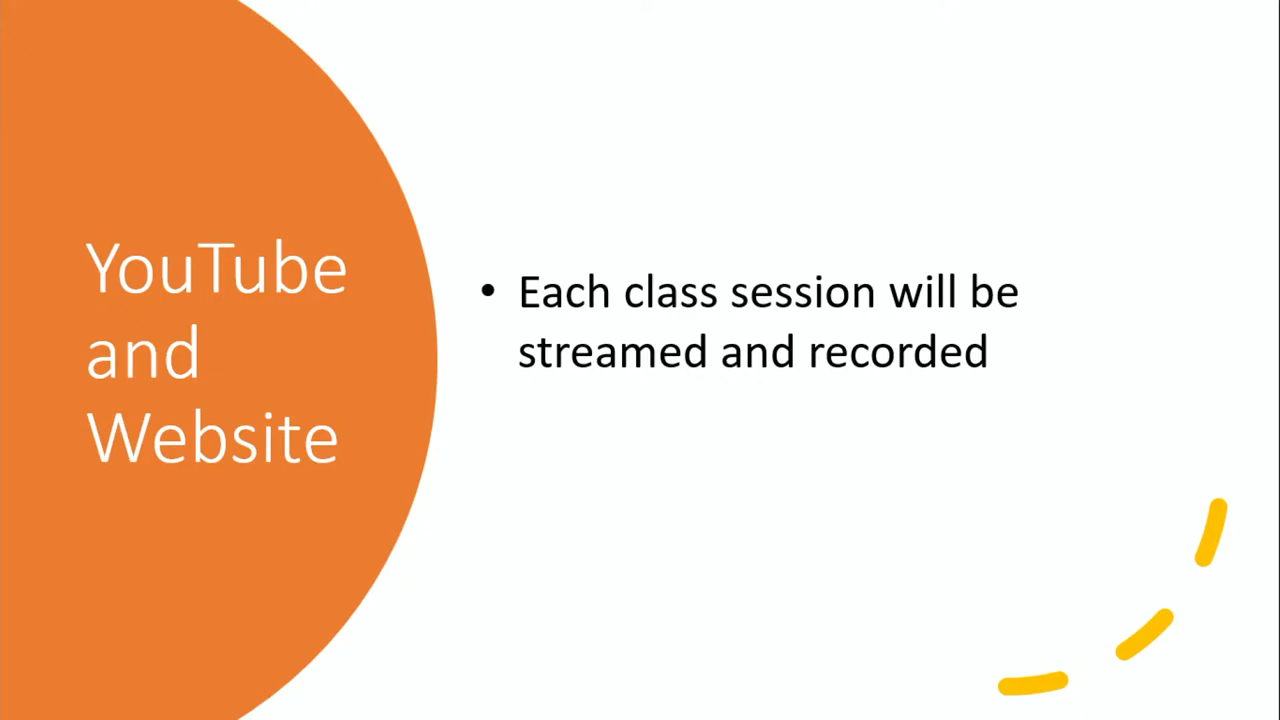 YouTube
and
Website
• Each class session will be
streamed and recorded